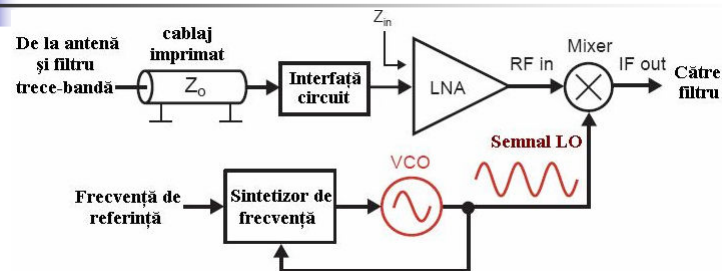 De la antenă
și filtru
trece-bandă
cablaj
imprimat
Zo
Interfață
circuit
Zin
LNA
RF in
Mixer
IF out
Către
filtru
Semnal LO
VCO
Frecvență de
referință
Sintetizor de
frecvență